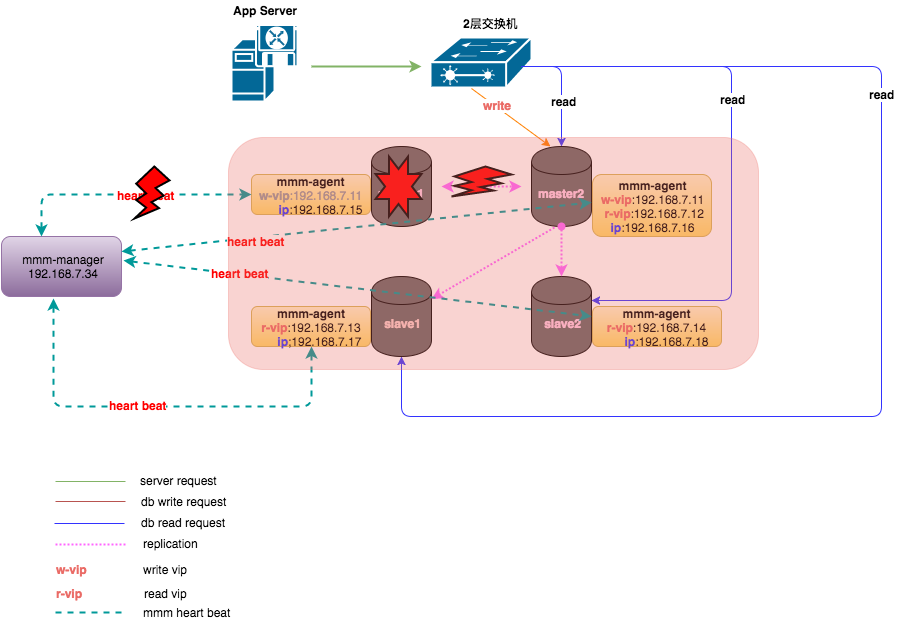 App Server
2层交换机
read
read
read
write
mmm-agent
w-vip:192.168.7.11
ip:192.168.7.15
master2
mmm-agent
w-vip:192.168.7.11
r-vip:192.168.7.12
ip:192.168.7.16
heart beat
heart beat
heart beat
mmm-manager
192.168.7.34
mmm-agent
r-vip:192.168.7.13
ip:192.168.7.17
slave1
slave2
mmm-agent
r-vip:192.168.7.14
ip:192.168.7.18
heart beat
server request
db write request
db read request
replication
w-vip write vip
r-vip read vip
mmm heart beat